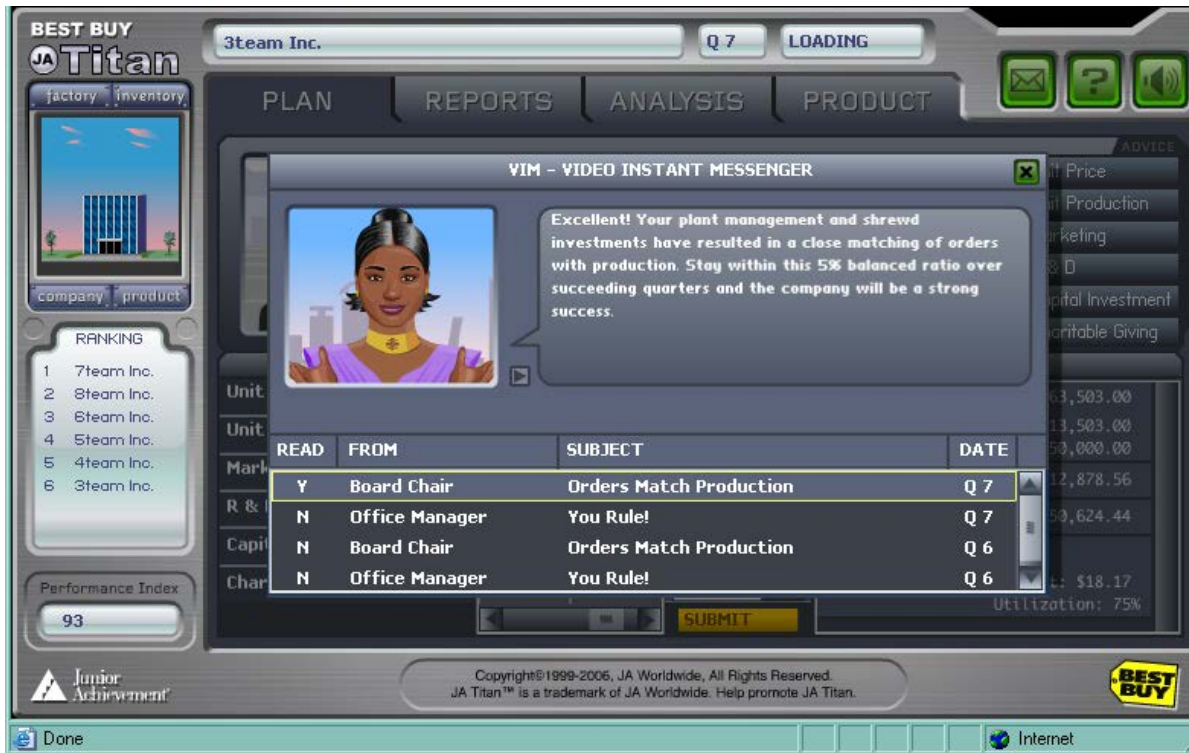 BEST BUY
JA Titan
3team Inc.
Q 7
LOADING
factory inventory
PLAN REPORTS ANALYSIS PRODUCT
ADVICE
VIM - VIDEO INSTANT MESSENGER
Price
Production
Excellent! Your plant management and shrewd
investments have resulted in a close matching of orders
with production. Stay within this 5% balanced ratio over
succeeding quarters and the company will be a strong
success.
Investment
Giving
company product
RANKING
1 7team Inc.
2 8team Inc.
3 6team Inc.
4 5team Inc.
5 4team Inc.
6 3team Inc.
Unit
Unit
63,503.00
13,503.00
50,000.00
12,878.56
50,624.44
READ FROM SUBJECT DATE
Y Board Chair Orders Match Production Q 7
N Office Manager You Rule! Q 7
N Board Chair Orders Match Production Q 6
N Office Manager You Rule! Q 6
R &
$18.17
Utilization: 75%
SUBMIT
Performance Index
93
Junior
Achievement
Copyright©1999-2006, JA Worldwide, All Rights Reserved.
JA Titan™ is a trademark of JA Worldwide. Help promote JA Titan.
BEST
BUY
Done
Internet